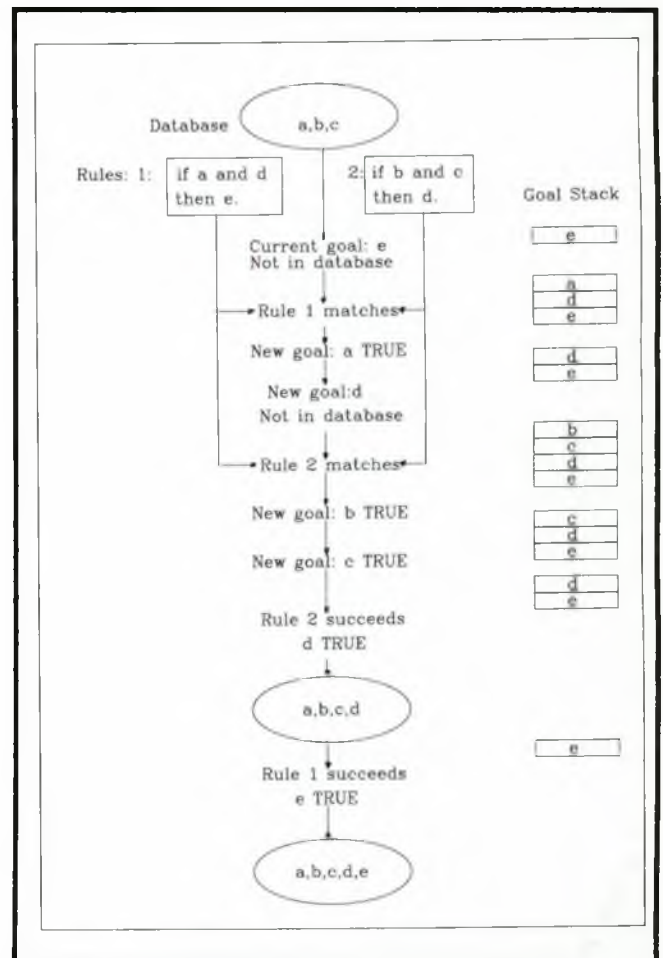 Database
a,b,c
Rules: 1:
if a and d
then e.
2:
if b and c
then d.
Goal Stack
Current goal: e
Not in database
e
Rule 1 matches
a
d
e
New goal: a TRUE
d
e
New goal:d
Not in database
Rule 2 matches
b
c
d
e
New goal: b TRUE
c
d
e
New goal: c TRUE
d
e
Rule 2 succeeds
d TRUE
a,b,c,d
e
Rule 1 succeeds
e TRUE
a,b,c,d,e